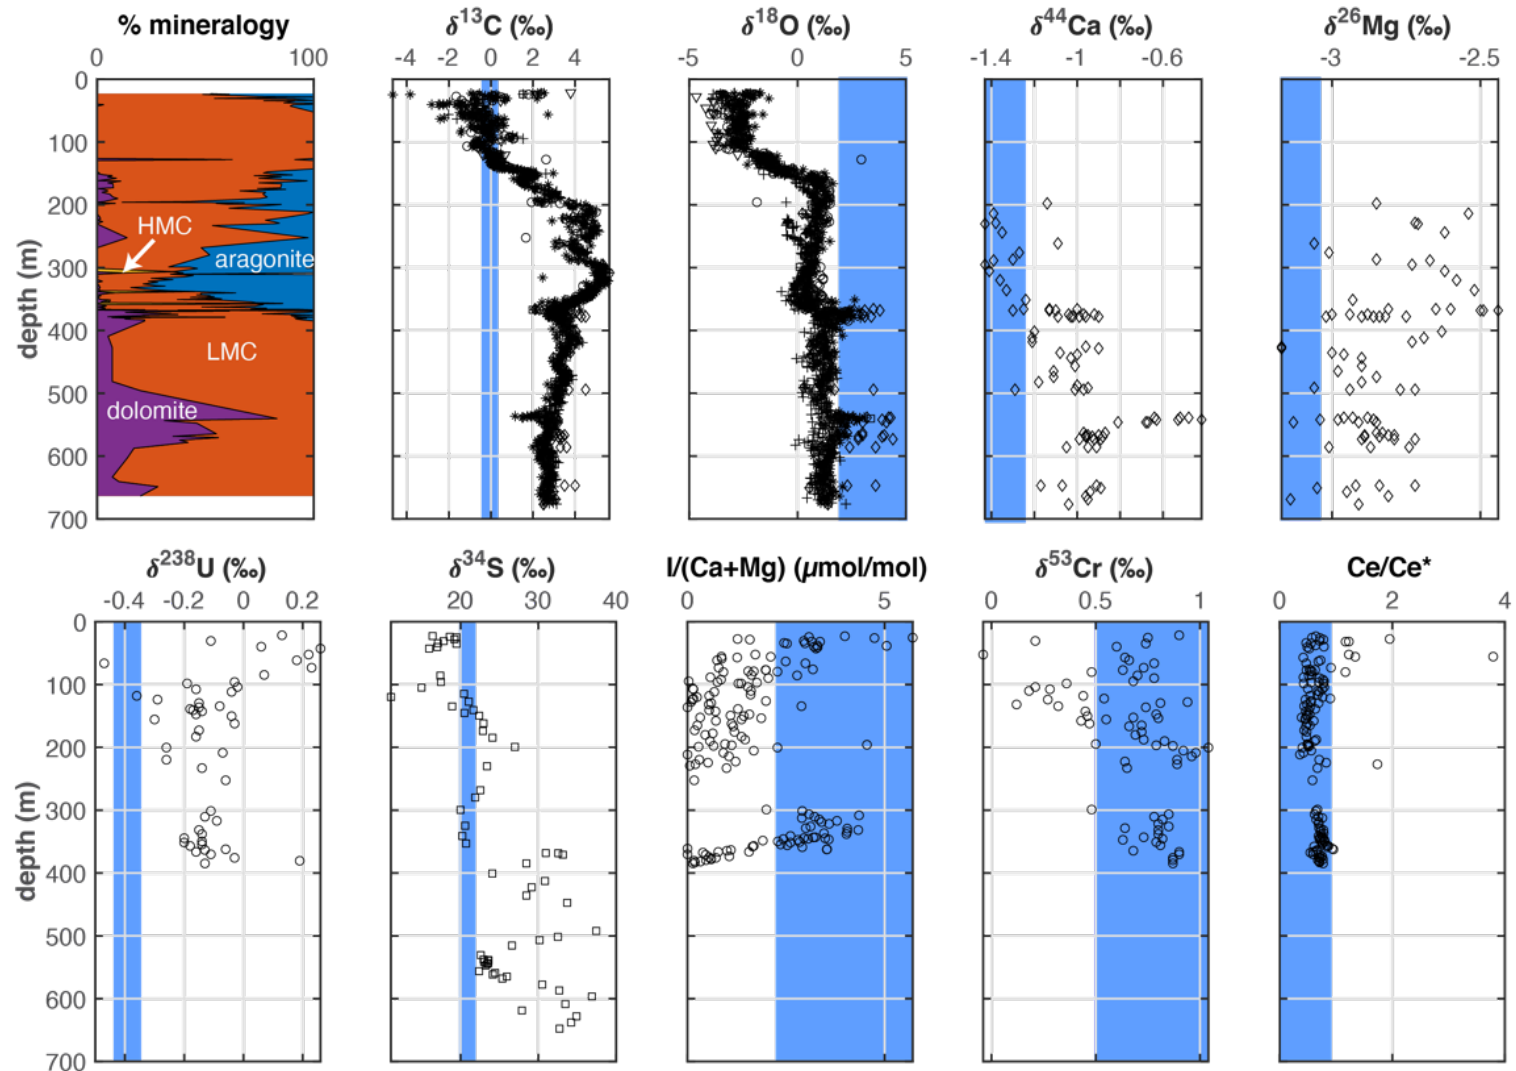 % mineralogy
δ¹³C (‰)
δ¹⁸O (‰)
δ⁴⁴Ca (‰)
δ²⁶Mg (‰)
0 100
-4 -2 0 2 4
-5 0 5
-1.4 -1 -0.6
-3 -2.5
0
100
200
300
400
500
600
700
depth (m)
HMC
aragonite
LMC
dolomite
δ²³⁸U (‰)
δ³⁴S (‰)
I/(Ca+Mg) (μmol/mol)
δ⁵³Cr (‰)
Ce/Ce*
-0.4 -0.2 0 0.2
20 30 40
0 5
0 0.5 1
0 2 4
0
100
200
300
400
500
600
700
depth (m)